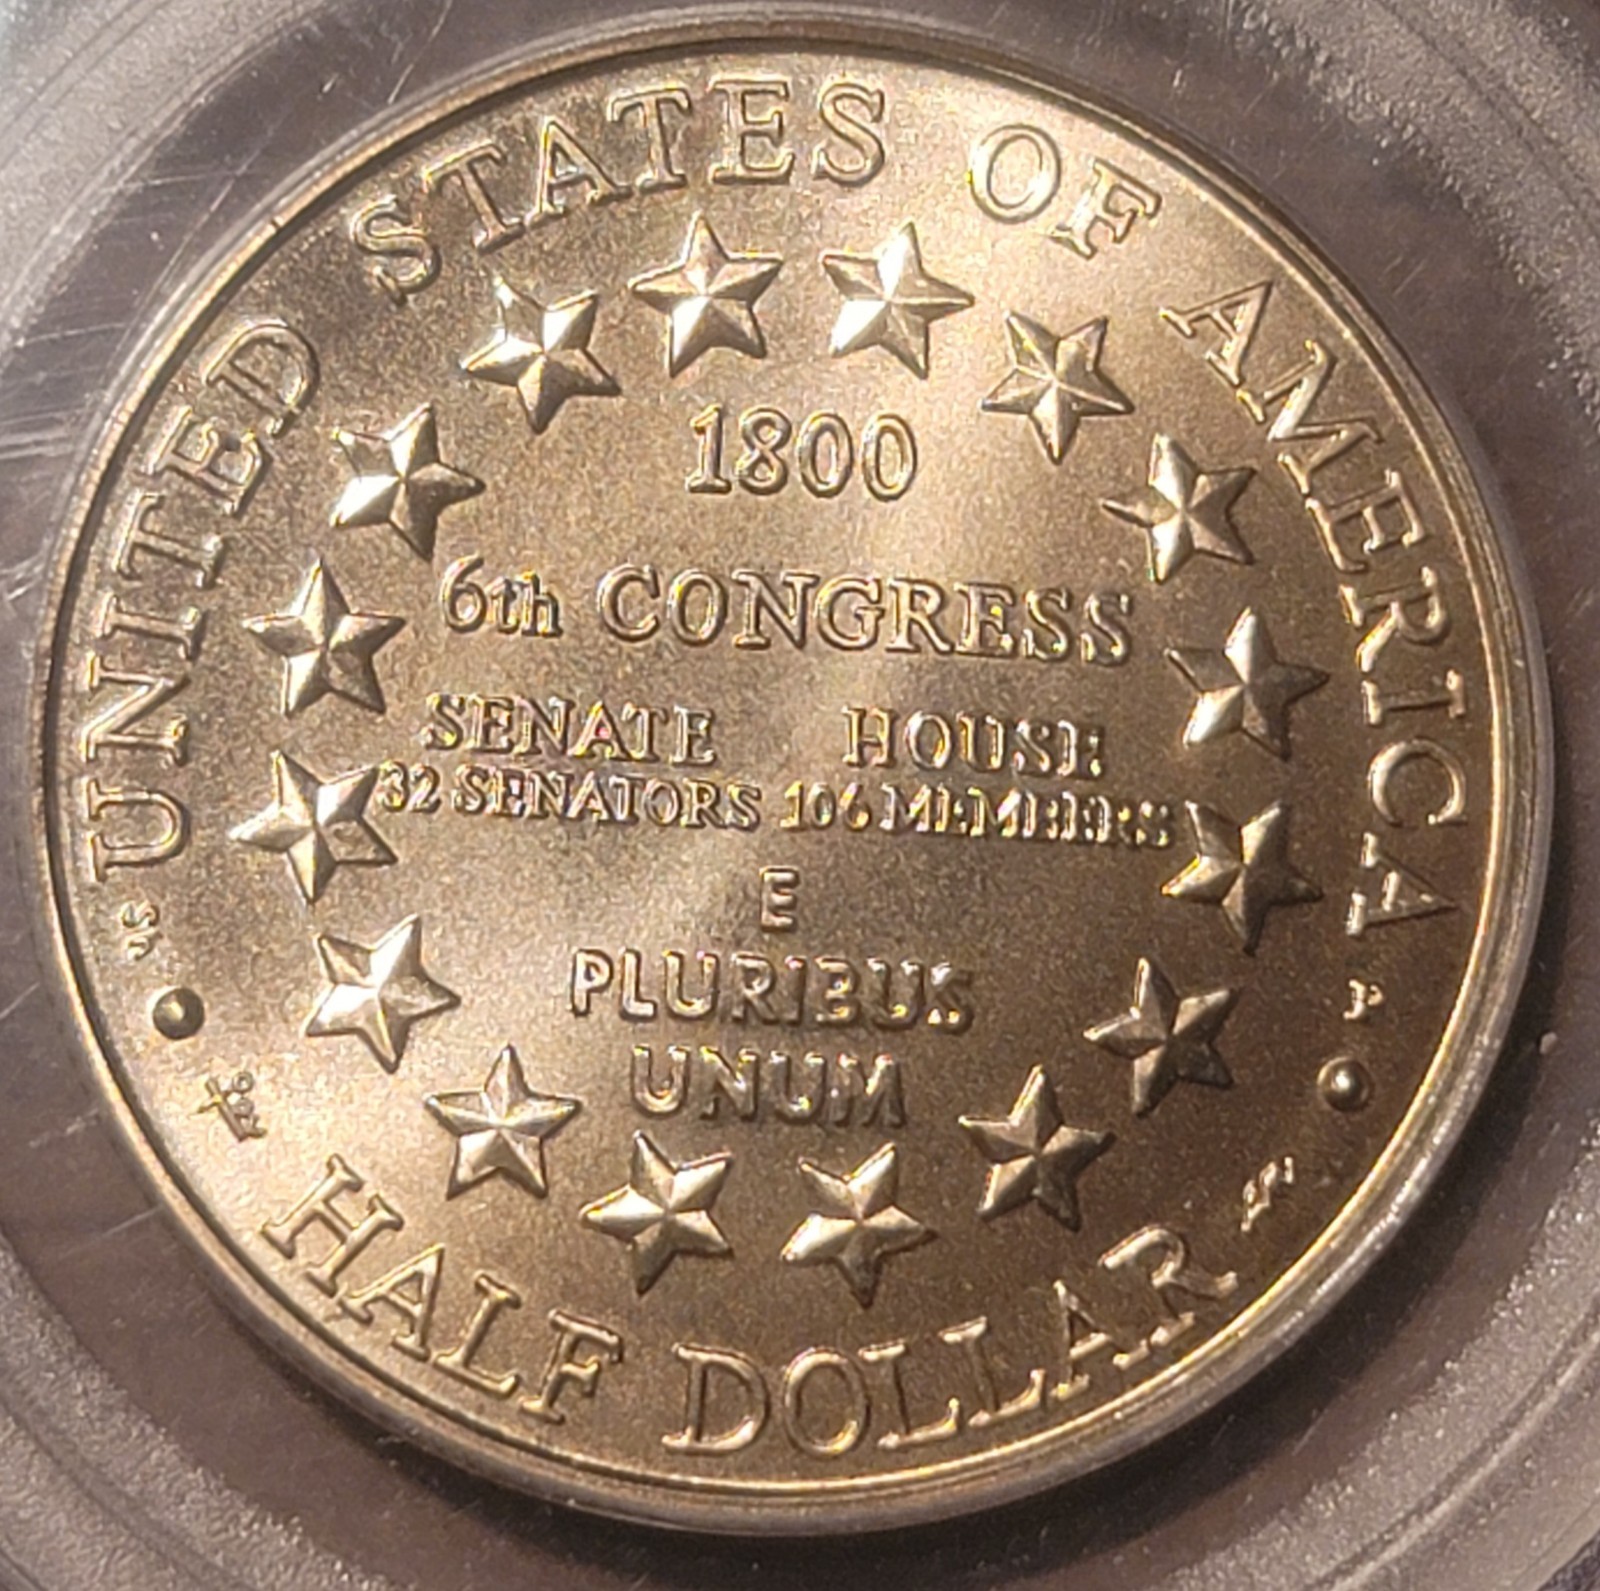 UNITED STATES OF AMERICA
1800
6th CONGRESS
SENATE HOUSE
32 SENATORS 106 MEMBERS
E
PLURIBUS
UNUM
HALF DOLLAR